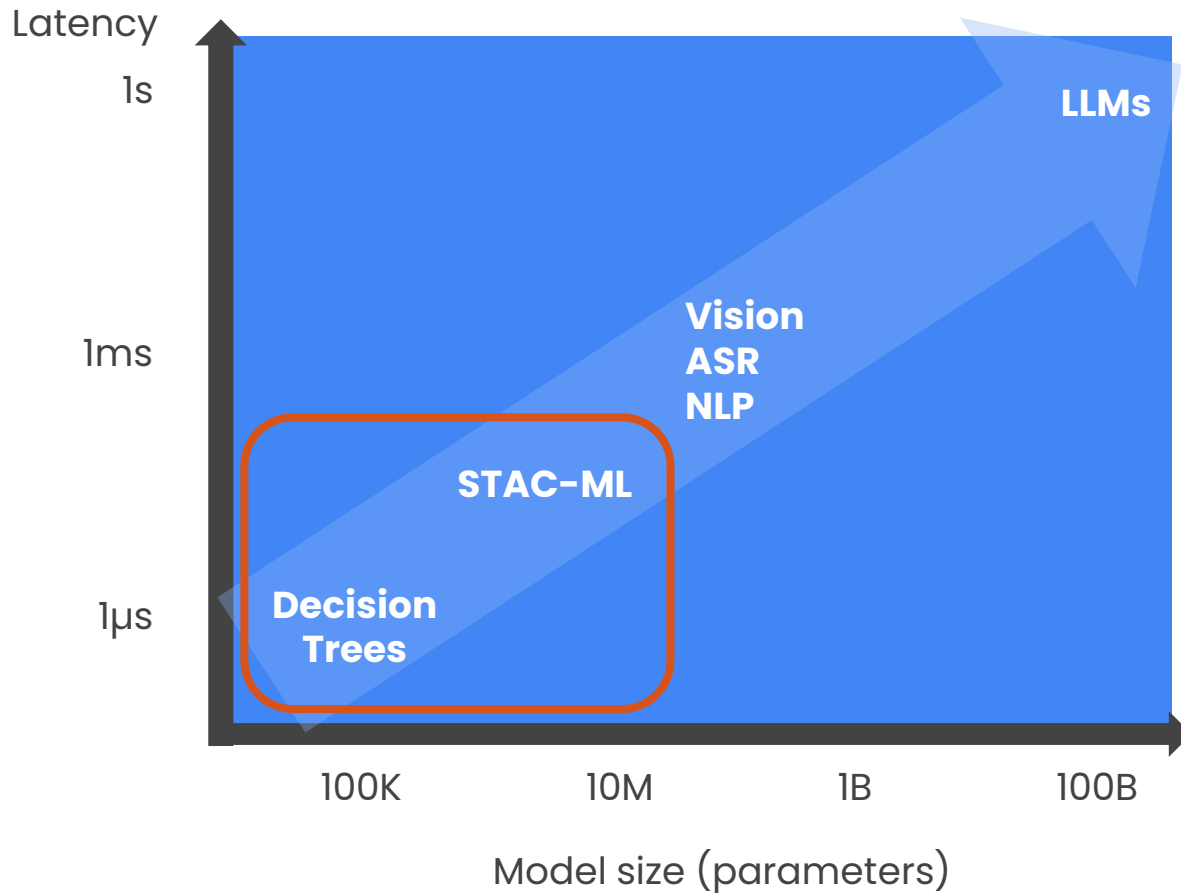 Latency
1s
LLMs
Vision
1ms
ASR
NLP
STAC-ML
Decision
1µs
Trees
100K 10M 1B 100B
Model size (parameters)